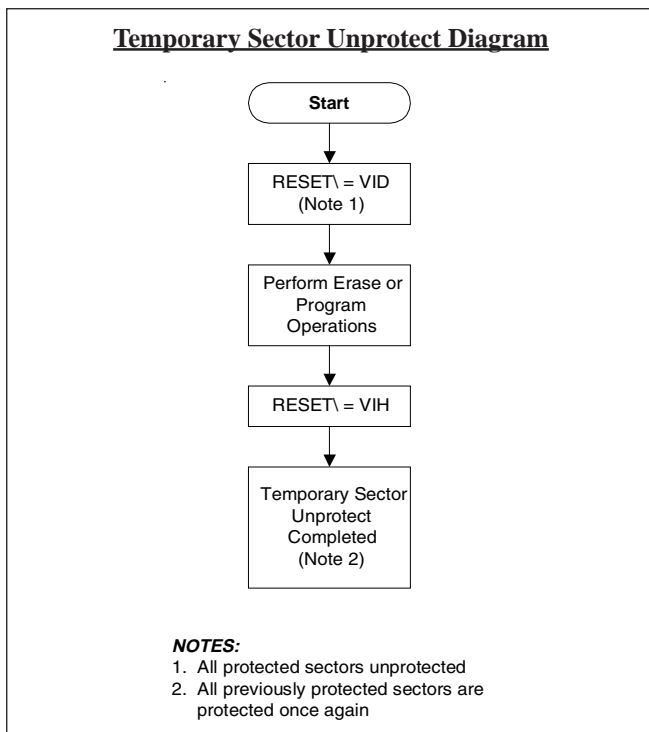 Temporary Sector Unprotect Diagram
Start
RESET\ = VID
(Note 1)
Perform Erase or
Program
Operations
RESET\ = VIH
Temporary Sector
Unprotect
Completed
(Note 2)
NOTES:
1. All protected sectors unprotected
2. All previously protected sectors are
protected once again